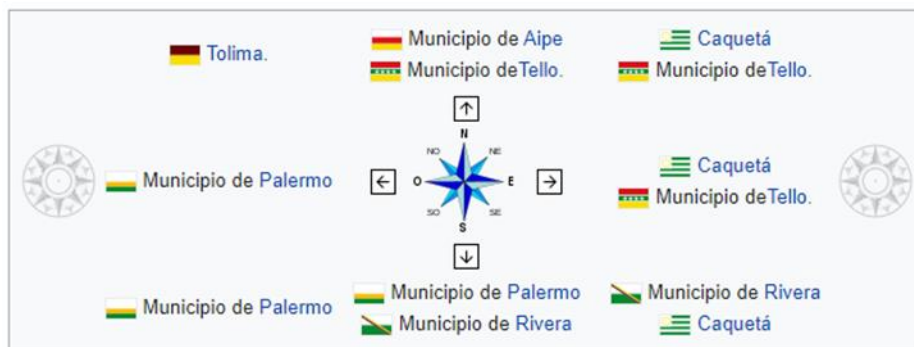 Tolima.
Municipio de Aipe
Municipio deTello.
Caquetá
Municipio deTello.
N
NO
NE
Municipio de Palermo
O
E
Caquetá
Municipio deTello.
SO
SE
S
Municipio de Palermo
Municipio de Palermo
Municipio de Rivera
Municipio de Rivera
Caquetá